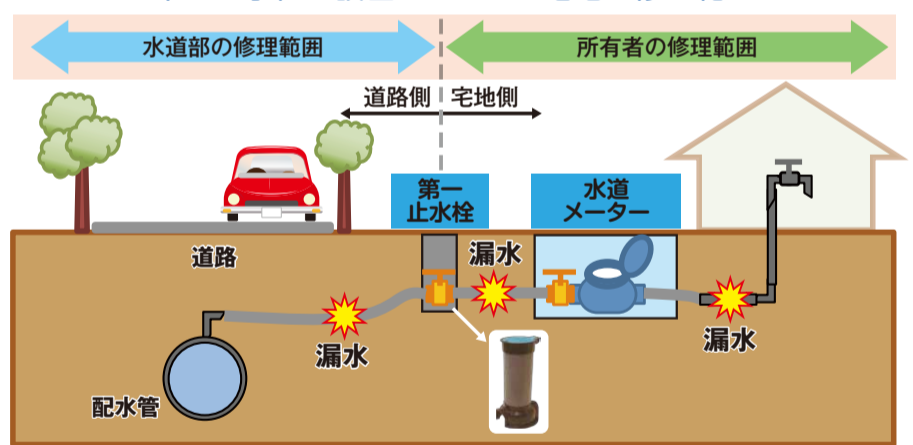 水道部の修理範囲
所有者の修理範囲
道路側
宅地側
第一
止水栓
水道
メーター
道路
漏水
漏水
漏水
配水管